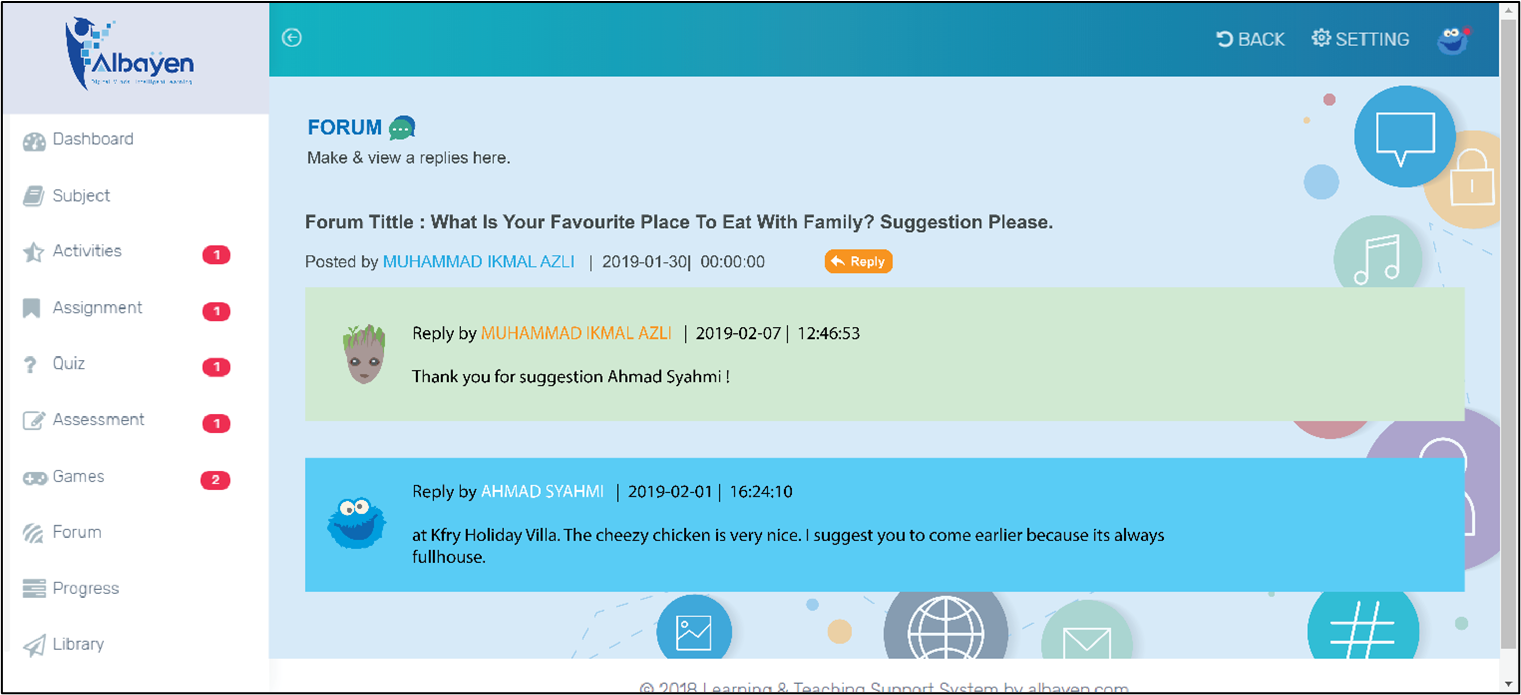 Albayen
BACK
SETTING
Dashboard
Subject
Activities 1
Assignment 1
Quiz 1
Assessment 1
Games 2
Forum
Progress
Library
FORUM
Make & view a replies here.
Forum Tittle : What Is Your Favourite Place To Eat With Family? Suggestion Please.
Posted by MUHAMMAD IKMAL AZLI | 2019-01-30| 00:00:00 Reply
Reply by MUHAMMAD IKMAL AZLI | 2019-02-07 | 12:46:53
Thank you for suggestion Ahmad Syahmi !
Reply by AHMAD SYAHMI | 2019-02-01 | 16:24:10
at Kfry Holiday Villa. The cheezy chicken is very nice. I suggest you to come earlier because its always
fullhouse.
© 2018 Learning & Teaching Support System by albayen.com